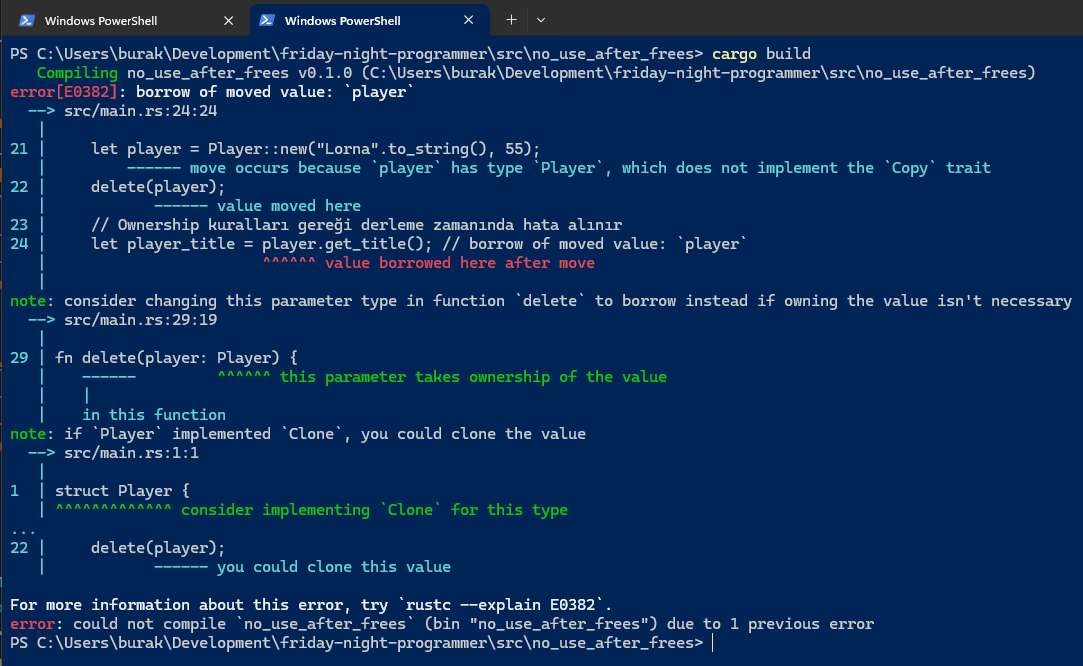 Windows PowerShell
Windows PowerShell
PS C:\Users\burak\Development\friday-night-programmer\src\no_use_after_frees> cargo build
   Compiling no_use_after_frees v0.1.0 (C:\Users\burak\Development\friday-night-programmer\src\no_use_after_frees)
error[E0382]: borrow of moved value: `player`
  --> src/main.rs:24:24
   |
21 |     let player = Player::new("Lorna".to_string(), 55);
   |         ------ move occurs because `player` has type `Player`, which does not implement the `Copy` trait
22 |     delete(player);
   |            ------ value moved here
23 |     // Ownership kuralları gereği derleme zamanında hata alınır
24 |     let player_title = player.get_title(); // borrow of moved value: `player`
   |                        ^^^^^^ value borrowed here after move
   |
note: consider changing this parameter type in function `delete` to borrow instead if owning the value isn't necessary
  --> src/main.rs:29:19
   |
29 | fn delete(player: Player) {
   |    ------         ^^^^^^ this parameter takes ownership of the value
   |    |
   |    in this function
note: if `Player` implemented `Clone`, you could clone the value
  --> src/main.rs:1:1
   |
1  | struct Player {
   | ^^^^^^^^^^^^^ consider implementing `Clone` for this type
...
22 |     delete(player);
   |            ------ you could clone this value

For more information about this error, try `rustc --explain E0382`.
error: could not compile `no_use_after_frees` (bin "no_use_after_frees") due to 1 previous error
PS C:\Users\burak\Development\friday-night-programmer\src\no_use_after_frees>